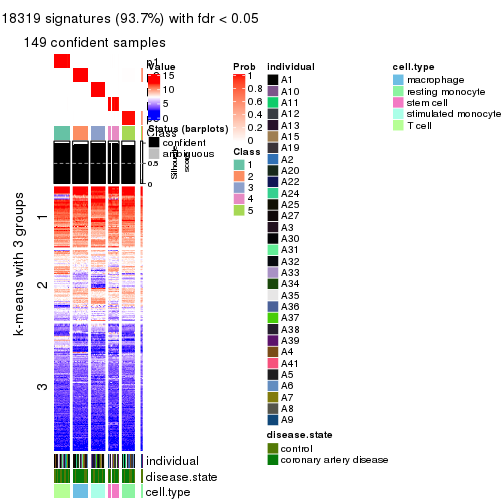 18319 signatures (93.7%) with fdr < 0.05
149 confident samples
Value
15
10
5
0
Status (barplots)
confident
ambiguous
Class
1
0.5
0
Silhouette score
k-means with 3 groups
1
2
3
individual
disease.state
cell.type
Prob
1
0.8
0.6
0.4
0.2
0
Class
1
2
3
4
5
individual
A1
A10
A11
A12
A13
A15
A19
A2
A20
A22
A24
A25
A27
A3
A30
A31
A32
A33
A34
A35
A36
A37
A38
A39
A4
A41
A5
A6
A7
A8
A9
disease.state
control
coronary artery disease
cell.type
macrophage
resting monocyte
stem cell
stimulated monocyte
T cell